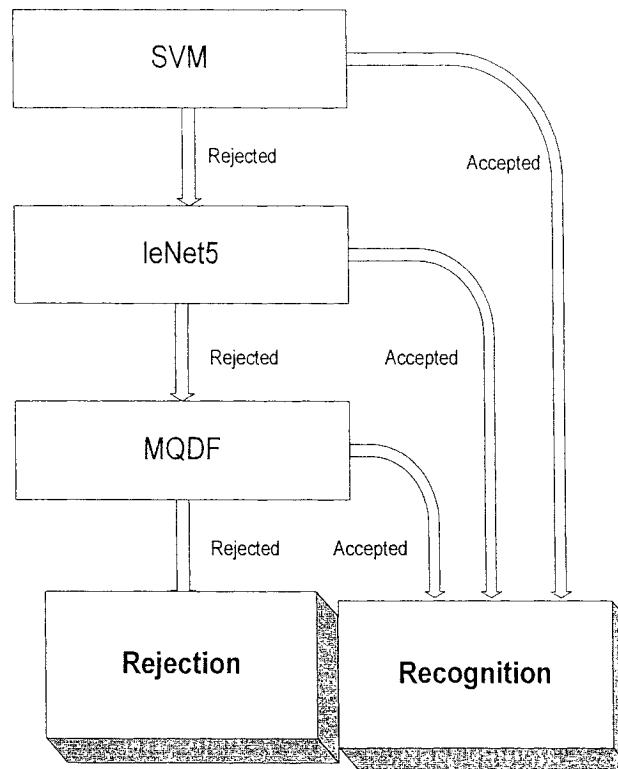 SVM
Rejected
Accepted
leNet5
Rejected
Accepted
MQDF
Rejected
Accepted
Rejection
Recognition